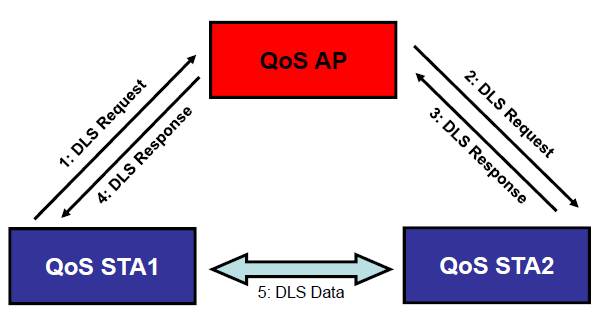 QoS AP
1: DLS Request
4: DLS Response
2: DLS Request
3: DLS Response
QoS STA1
QoS STA2
5: DLS Data